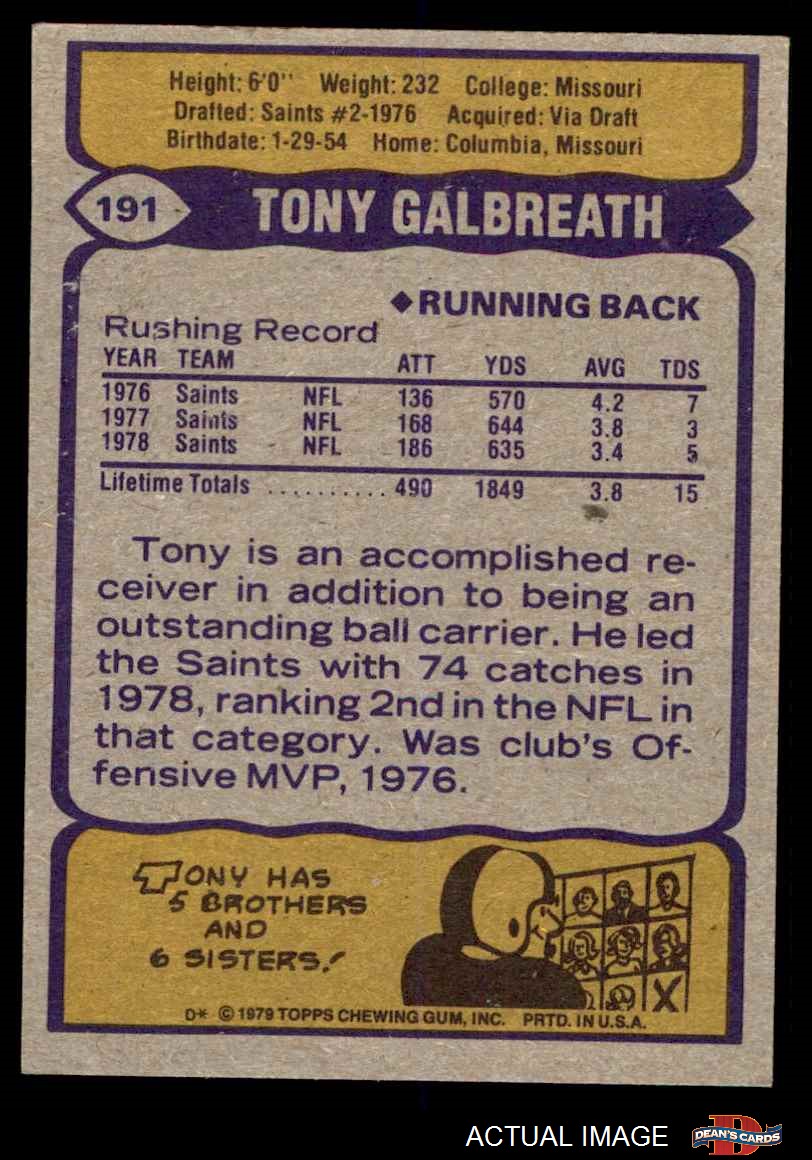 Height: 6'0" Weight: 232 College: Missouri
Drafted: Saints #2-1976 Acquired: Via Draft
Birthdate: 1-29-54 Home: Columbia, Missouri
191 TONY GALBREATH
◆RUNNING BACK
Rushing Record
YEAR TEAM ATT YDS AVG TDS
1976 Saints NFL 136 570 4.2 7
1977 Saints NFL 168 644 3.8 3
1978 Saints NFL 186 635 3.4 5
Lifetime Totals ........... 490 1849 3.8 15
Tony is an accomplished re-
ceiver in addition to being an
outstanding ball carrier. He led
the Saints with 74 catches in
1978, ranking 2nd in the NFL in
that category. Was club's Of-
fensive MVP, 1976.
TONY HAS
5 BROTHERS
AND
6 SISTERS!
X
D* © 1979 TOPPS CHEWING GUM, INC. PRTD. IN U.S.A.
ACTUAL IMAGE
D
DEAN'S CARDS